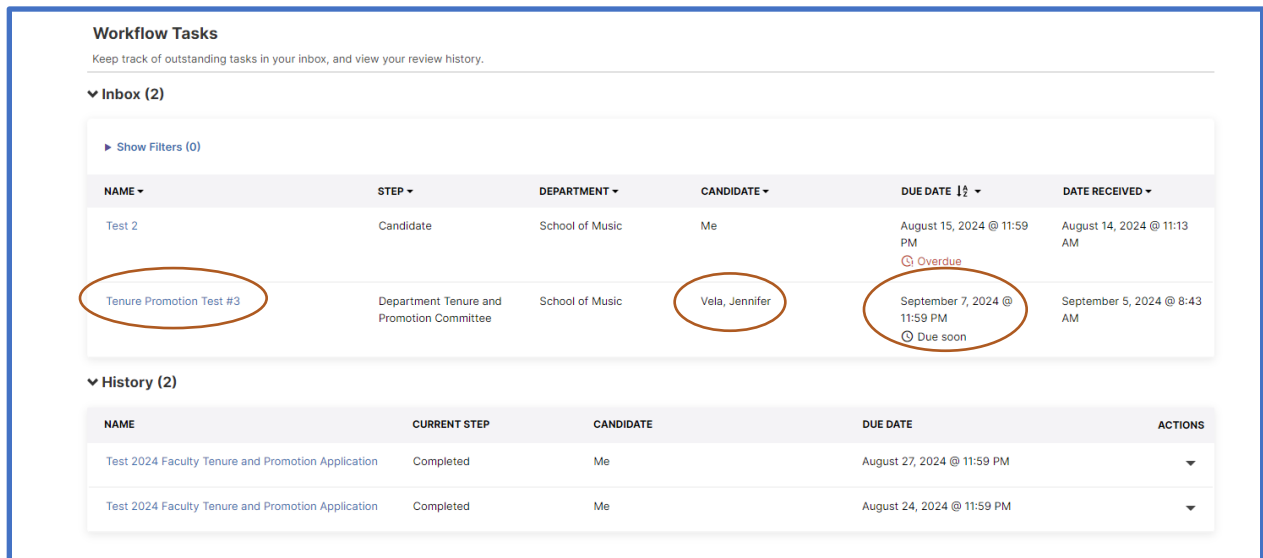 Workflow Tasks
Keep track of outstanding tasks in your inbox, and view your review history.
Inbox (2)
Show Filters (0)
NAME STEP DEPARTMENT CANDIDATE DUE DATE DATE RECEIVED
Test 2 Candidate School of Music Me August 15, 2024 @ 11:59 August 14, 2024 @ 11:13
PM AM
Overdue
Tenure Promotion Test #3 Department Tenure and School of Music Vela, Jennifer September 7, 2024 @ September 5, 2024 @ 8:43
Promotion Committee 11:59 PM AM
Due soon
History (2)
NAME CURRENT STEP CANDIDATE DUE DATE ACTIONS
Test 2024 Faculty Tenure and Promotion Application Completed Me August 27, 2024 @ 11:59 PM
Test 2024 Faculty Tenure and Promotion Application Completed Me August 24, 2024 @ 11:59 PM